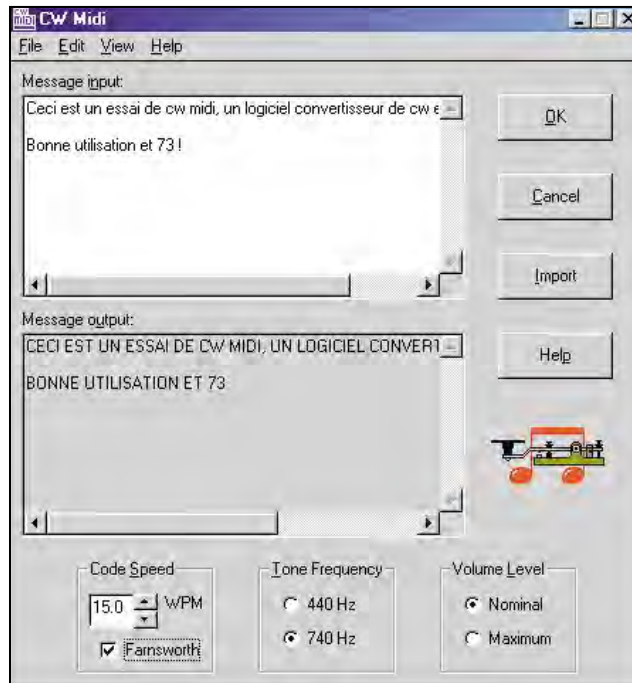 CW Midi
File Edit View Help
Message input:
Ceci est un essai de cw midi, un logiciel convertisseur de cw e
Bonne utilisation et 73 !
OK
Cancel
Import
Help
Message output:
CECI EST UN ESSAI DE CW MIDI, UN LOGICIEL CONVERT
BONNE UTILISATION ET 73
Code Speed
15.0 WPM
Farnsworth
Tone Frequency
440 Hz
740 Hz
Volume Level
Nominal
Maximum